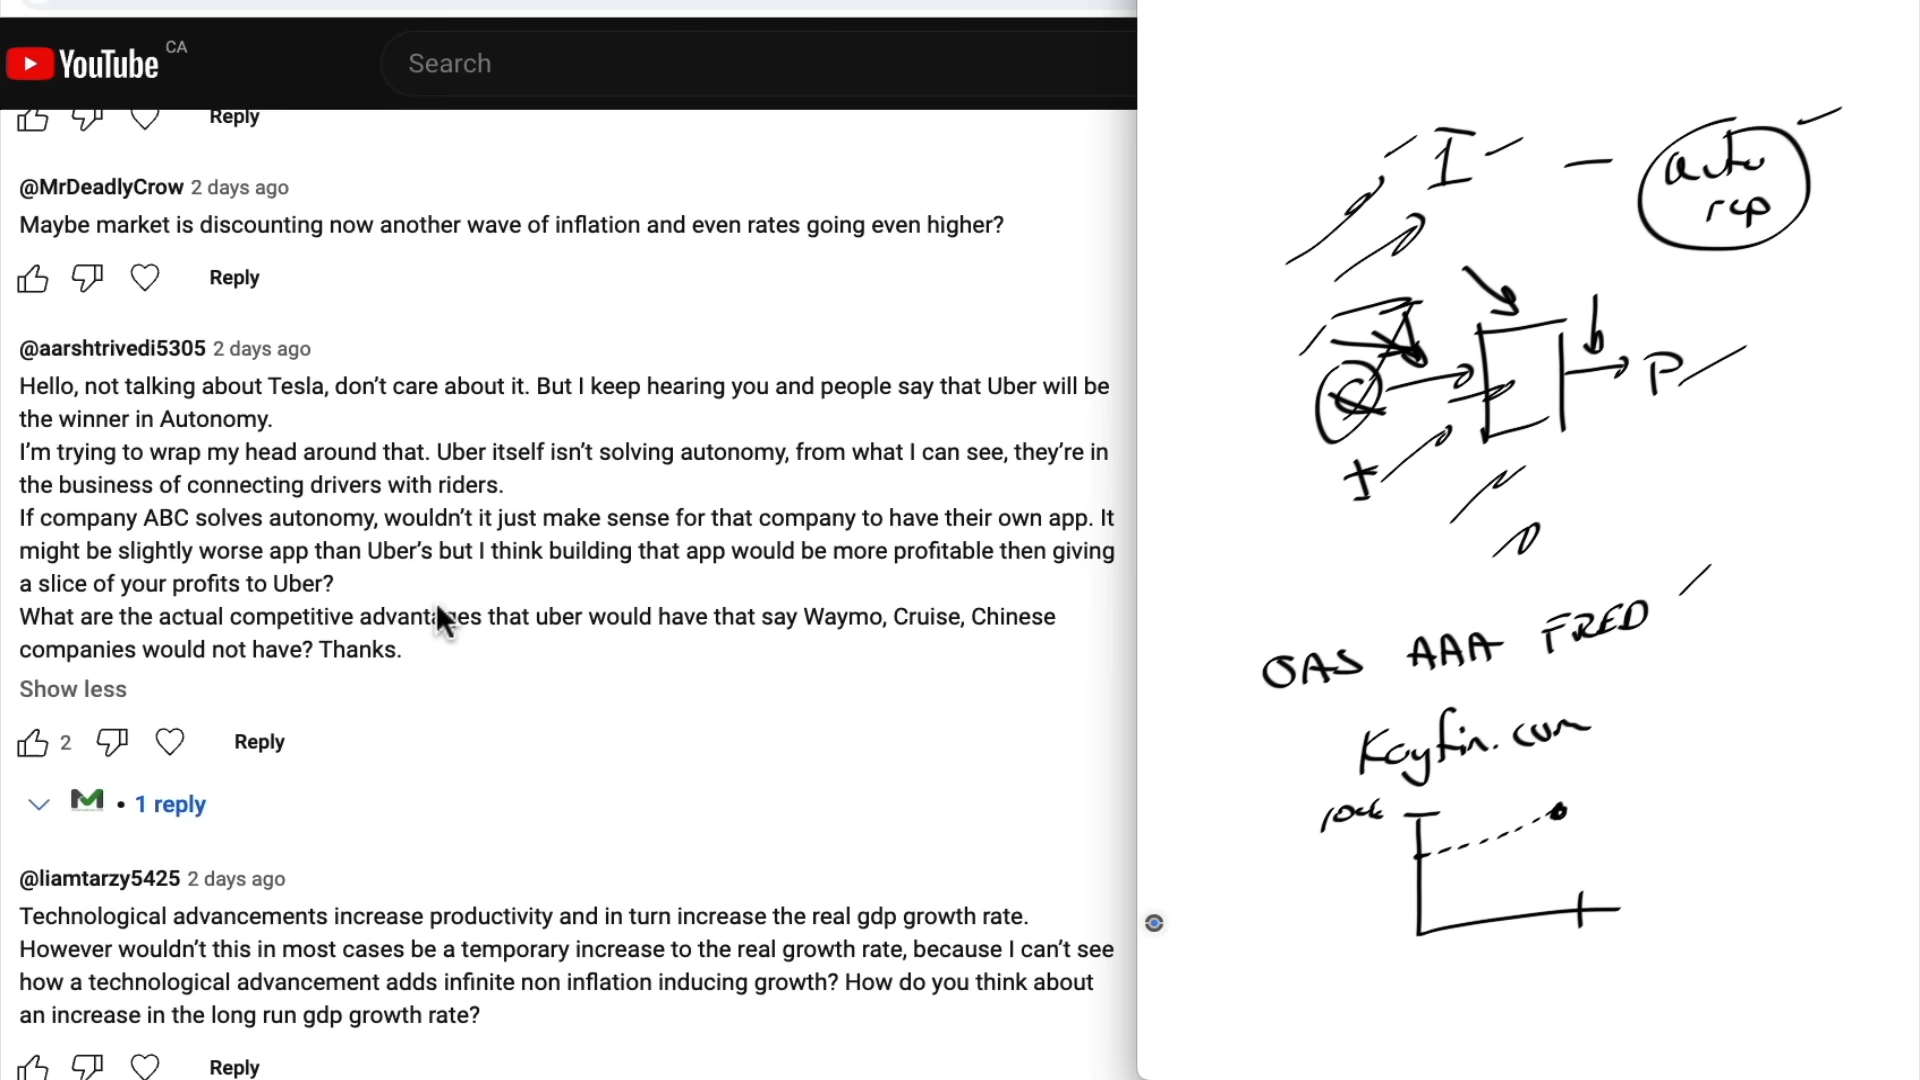 YouTube CA
Search
Reply
@MrDeadlyCrow 2 days ago
Maybe market is discounting now another wave of inflation and even rates going even higher?
Reply
@aarshtrivedi5305 2 days ago
Hello, not talking about Tesla, don’t care about it. But I keep hearing you and people say that Uber will be
the winner in Autonomy.
I’m trying to wrap my head around that. Uber itself isn’t solving autonomy, from what I can see, they’re in
the business of connecting drivers with riders.
If company ABC solves autonomy, wouldn’t it just make sense for that company to have their own app. It
might be slightly worse app than Uber’s but I think building that app would be more profitable then giving
a slice of your profits to Uber?
What are the actual competitive advantages that uber would have that say Waymo, Cruise, Chinese
companies would not have? Thanks.
Show less
2
Reply
• 1 reply
@liamtarzy5425 2 days ago
Technological advancements increase productivity and in turn increase the real gdp growth rate.
However wouldn’t this in most cases be a temporary increase to the real growth rate, because I can’t see
how a technological advancement adds infinite non inflation inducing growth? How do you think about
an increase in the long run gdp growth rate?
Reply
I - auto
rep
b
P
OAS AAA FRED
Koyfin.com